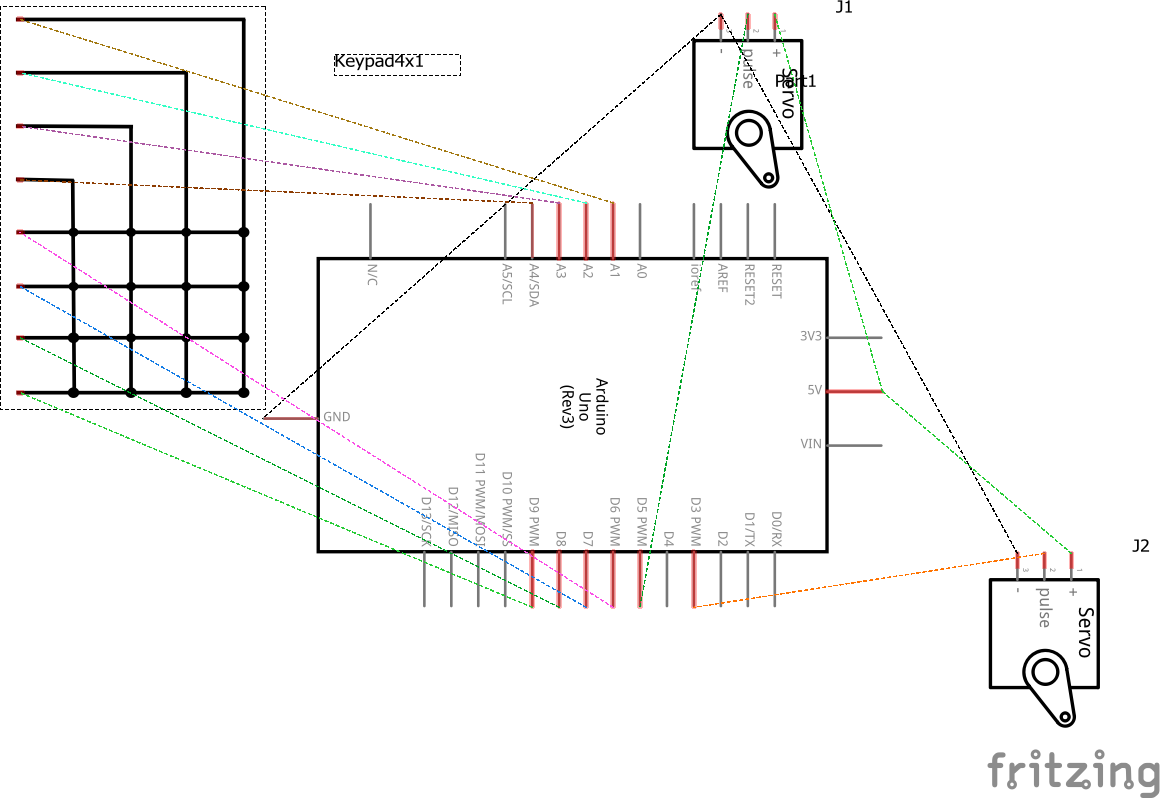 J1
Keypad4x1
3
2
1
-
pulse
+
Servo
Part1
N/C
A5/SCL
A4/SDA
A3
A2
A1
A0
ioref
AREF
RESET2
RESET
3V3
5V
VIN
GND
Arduino
Uno
(Rev3)
D13/SCK
D12/MISO
D11 PWM/MOSI
D10 PWM/SS
D9 PWM
D8
D7
D6 PWM
D5 PWM
D4
D3 PWM
D2
D1/TX
D0/RX
J2
3
2
1
-
pulse
+
Servo
fritzing